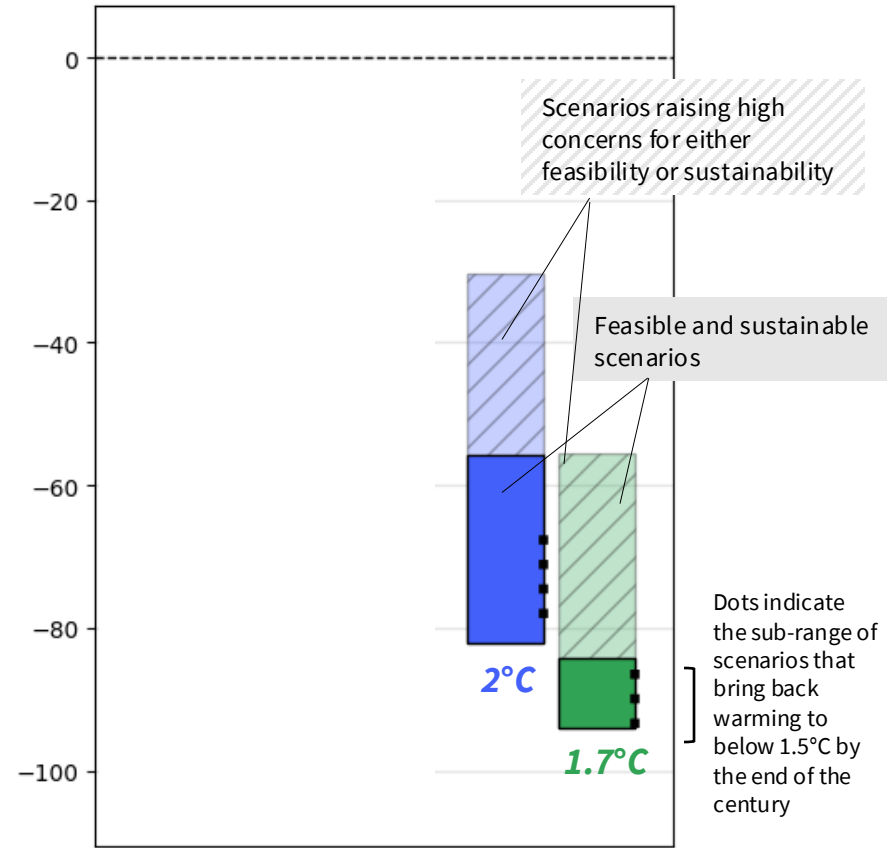 0
Scenarios raising high
concerns for either
feasibility or sustainability
−20
Feasible and sustainable
scenarios
−40
−60
−80
2°C
1.7°C
−100
Dots indicate
the sub-range of
scenarios that
bring back
warming to
below 1.5°C by
the end of the
century